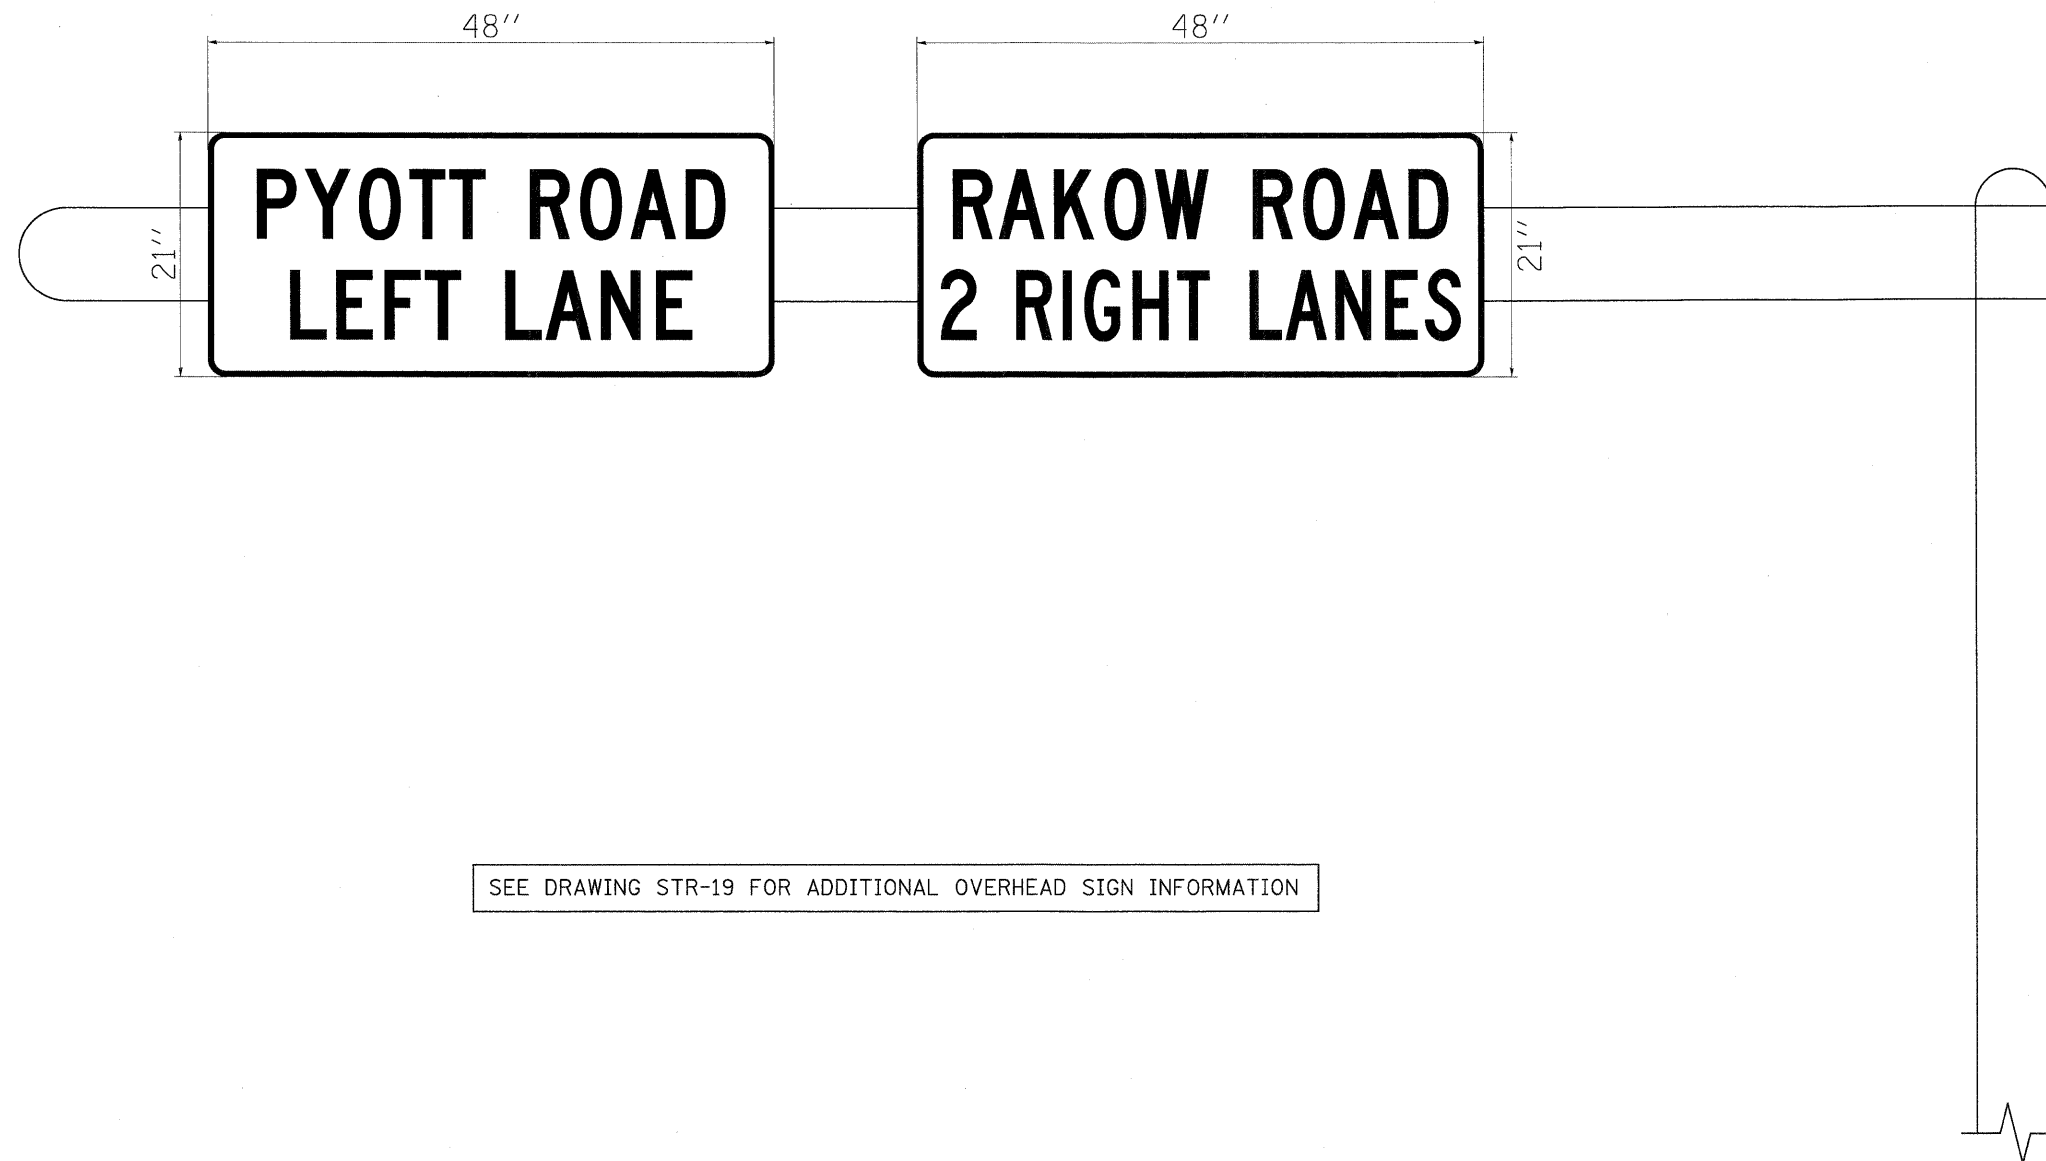 48''
48''
21''
PYOTT ROAD
LEFT LANE
RAKOW ROAD
2 RIGHT LANES
21''
SEE DRAWING STR-19 FOR ADDITIONAL OVERHEAD SIGN INFORMATION